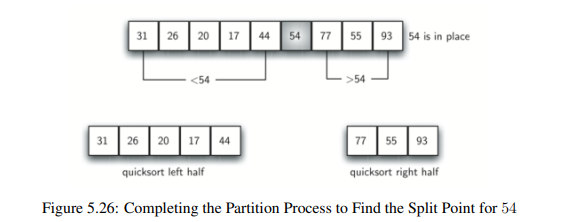 31 26 20 17 44 54 77 55 93 54 is in place
<54 >54
31 26 20 17 44 77 55 93
quicksort left half quicksort right half
Figure 5.26: Completing the Partition Process to Find the Split Point for 54